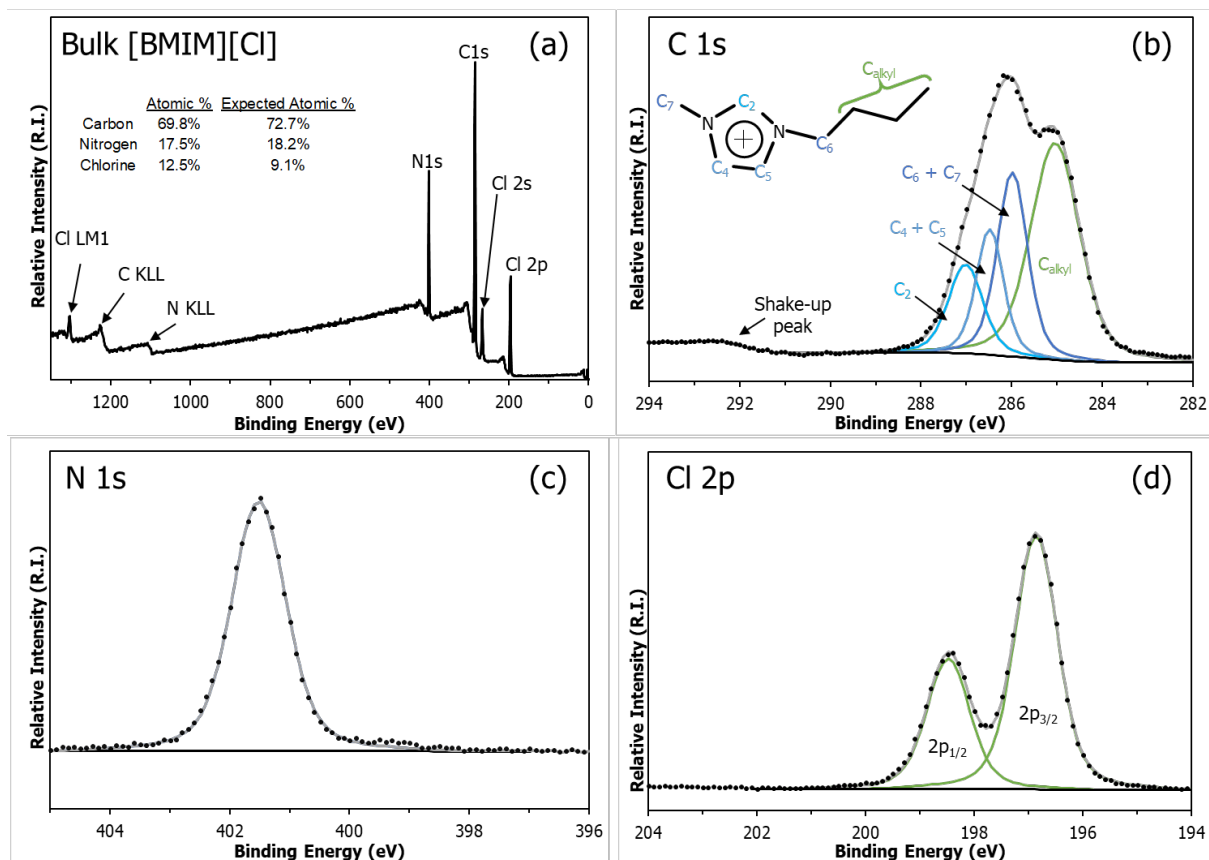 Bulk [BMIM][Cl]
(a)
Atomic % Expected Atomic %
Carbon 69.8% 72.7%
Nitrogen 17.5% 18.2%
Chlorine 12.5% 9.1%
C1s
N1s
Cl 2s
Cl 2p
Cl LM1
C KLL
N KLL
Relative Intensity (R.I.)
1200 1000 800 600 400 200 0
Binding Energy (eV)
C 1s
(b)
C7
N
C2
N
C4
C5
C6
Calkyl
+
C6 + C7
C4 + C5
C2
Calkyl
Shake-up
peak
Relative Intensity (R.I.)
294 292 290 288 286 284 282
Binding Energy (eV)
N 1s
(c)
Relative Intensity (R.I.)
404 402 400 398 396
Binding Energy (eV)
Cl 2p
(d)
2p1/2
2p3/2
Relative Intensity (R.I.)
204 202 200 198 196 194
Binding Energy (eV)